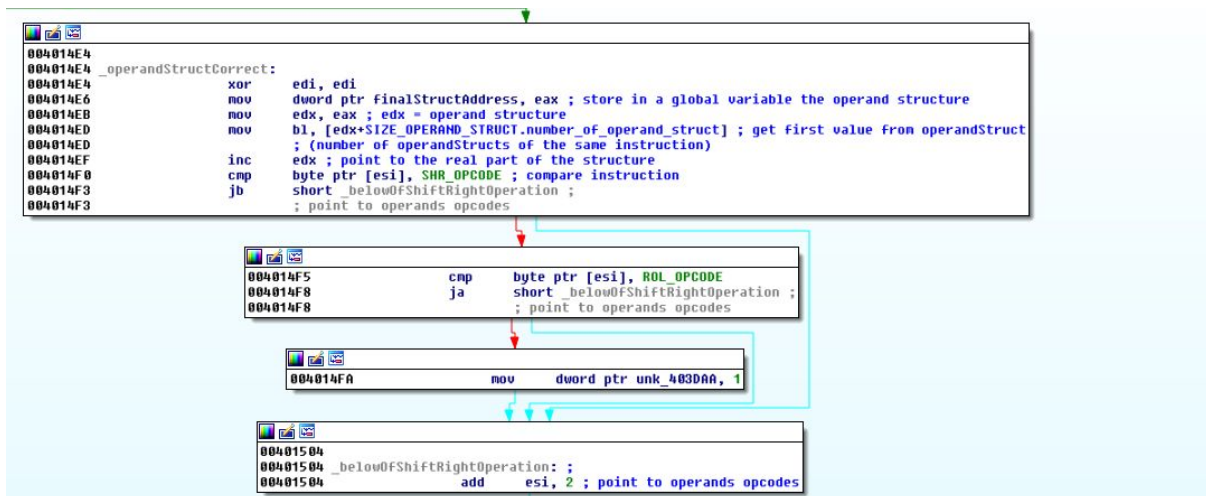 004014E4
004014E4 _operandStructCorrect:
004014E4 xor edi, edi
004014E6 mov dword ptr finalStructAddress, eax ; store in a global variable the operand structure
004014EB mov edx, eax ; edx = operand structure
004014ED mov bl, [edx+SIZE_OPERAND_STRUCT.number_of_operand_struct] ; get first value from operandStruct
004014ED ; (number of operandStructs of the same instruction)
004014EF inc edx ; point to the real part of the structure
004014F0 cmp byte ptr [esi], SHR_OPCODE ; compare instruction
004014F3 jb short _belowOfShiftRightOperation ;
004014F3 ; point to operands opcodes
004014F5 cmp byte ptr [esi], ROL_OPCODE
004014F8 ja short _belowOfShiftRightOperation ;
004014F8 ; point to operands opcodes
004014FA mov dword ptr unk_403DAA, 1
00401504
00401504 _belowOfShiftRightOperation: ;
00401504 add esi, 2 ; point to operands opcodes